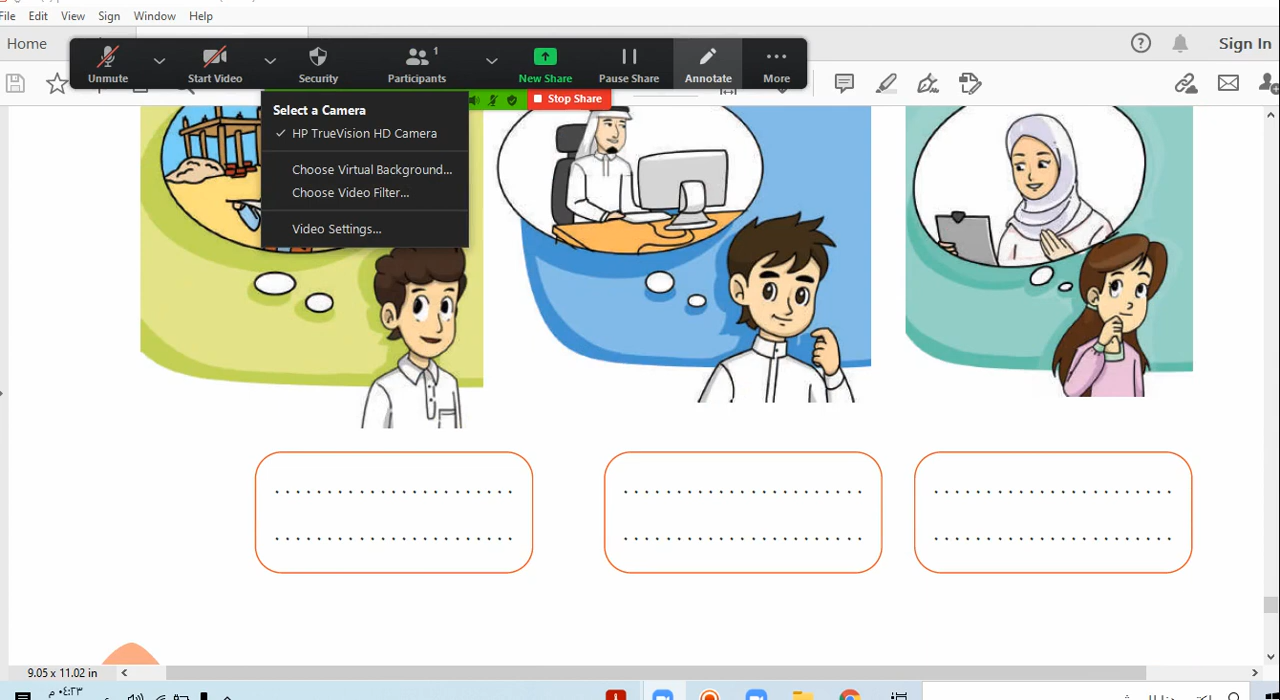 File Edit View Sign Window Help
Home
Sign In
Unmute
Start Video
Security
Participants
1
New Share
Pause Share
Annotate
More
Stop Share
Select a Camera
✓ HP TrueVision HD Camera
Choose Virtual Background...
Choose Video Filter...
Video Settings...
......................
......................
......................
......................
......................
......................
9.05 x 11.02 in
٠٤:٢٣ م